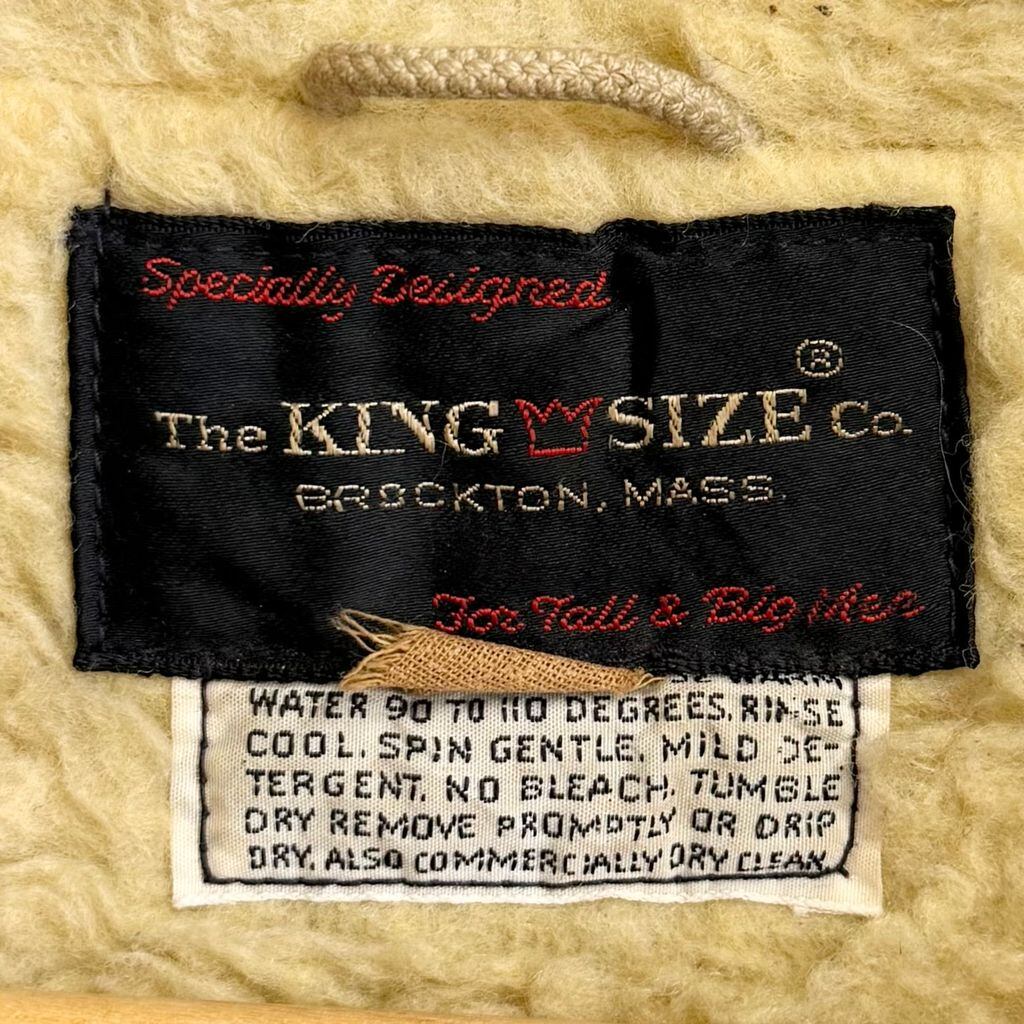 Specially Designed
®
The KING SIZE Co.
BROCKTON, MASS.
For Tall & Big Men
WARM
WATER 90 TO 110 DEGREES. RINSE
COOL. SPIN GENTLE. MILD DE-
TERGENT. NO BLEACH. TUMBLE
DRY REMOVE PROMPTLY OR DRIP
DRY. ALSO COMMERCIALLY DRY CLEAN.